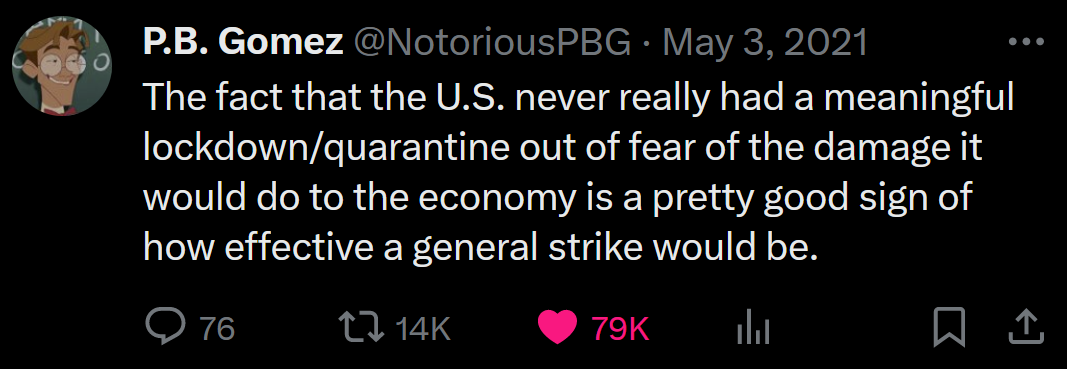 P.B. Gomez @NotoriousPBG · May 3, 2021
The fact that the U.S. never really had a meaningful
lockdown/quarantine out of fear of the damage it
would do to the economy is a pretty good sign of
how effective a general strike would be.
76 14K 79K